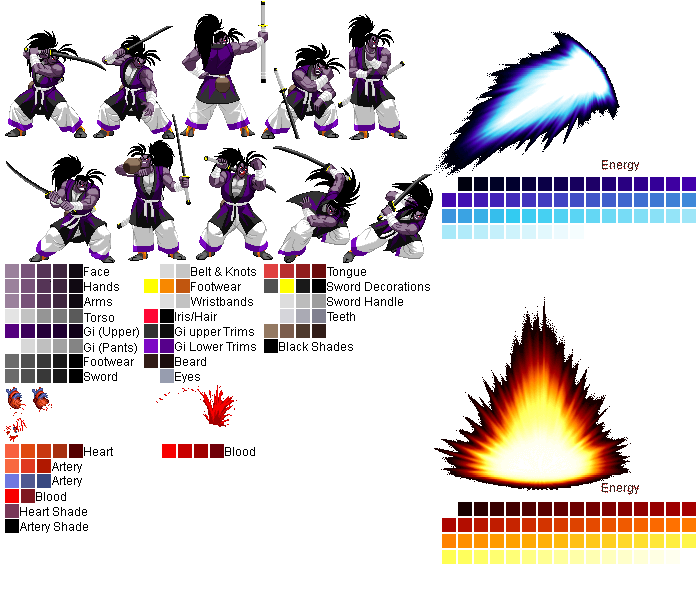 Energy
Face
Belt & Knots
Tongue
Hands
Footwear
Sword Decorations
Arms
Wristbands
Sword Handle
Torso
Iris/Hair
Teeth
Gi (Upper)
Gi upper Trims
Gi (Pants)
Gi Lower Trims
Black Shades
Footwear
Beard
Sword
Eyes
Heart
Blood
Artery
Artery
Blood
Heart Shade
Artery Shade
Energy